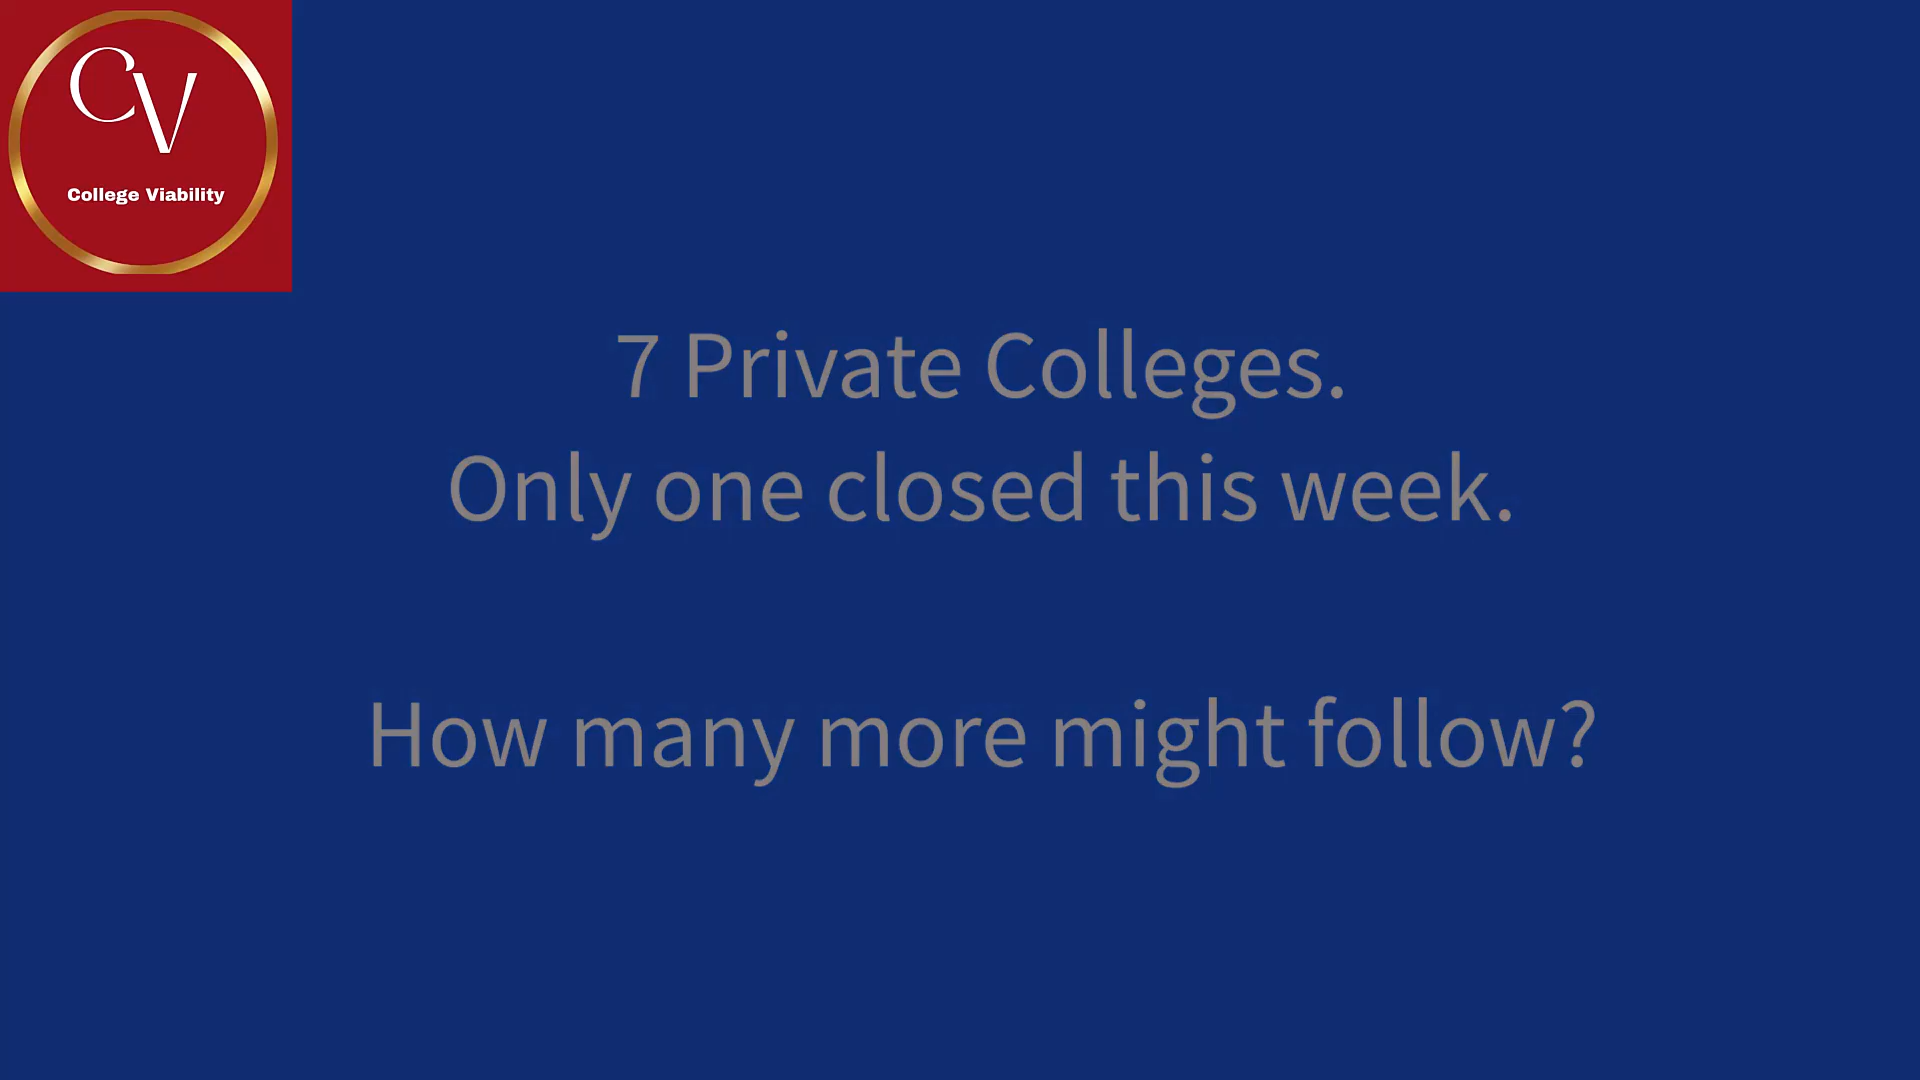 CV
College Viability
7 Private Colleges.
Only one closed this week.
How many more might follow?